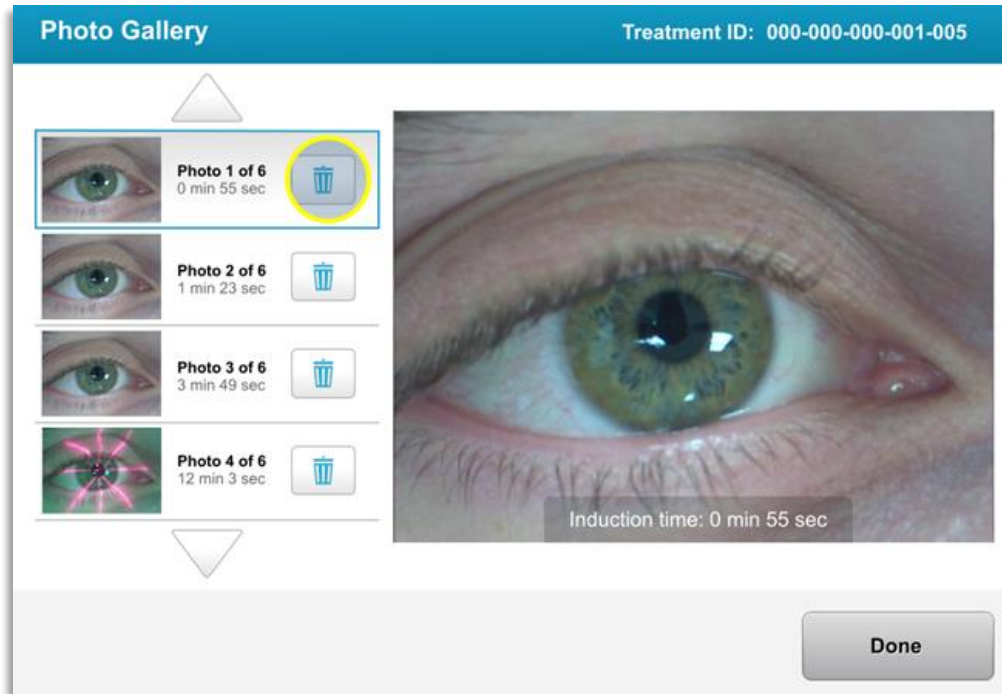 Photo Gallery
Treatment ID: 000-000-000-001-005
Photo 1 of 6
0 min 55 sec
Photo 2 of 6
1 min 23 sec
Photo 3 of 6
3 min 49 sec
Photo 4 of 6
12 min 3 sec
Induction time: 0 min 55 sec
Done